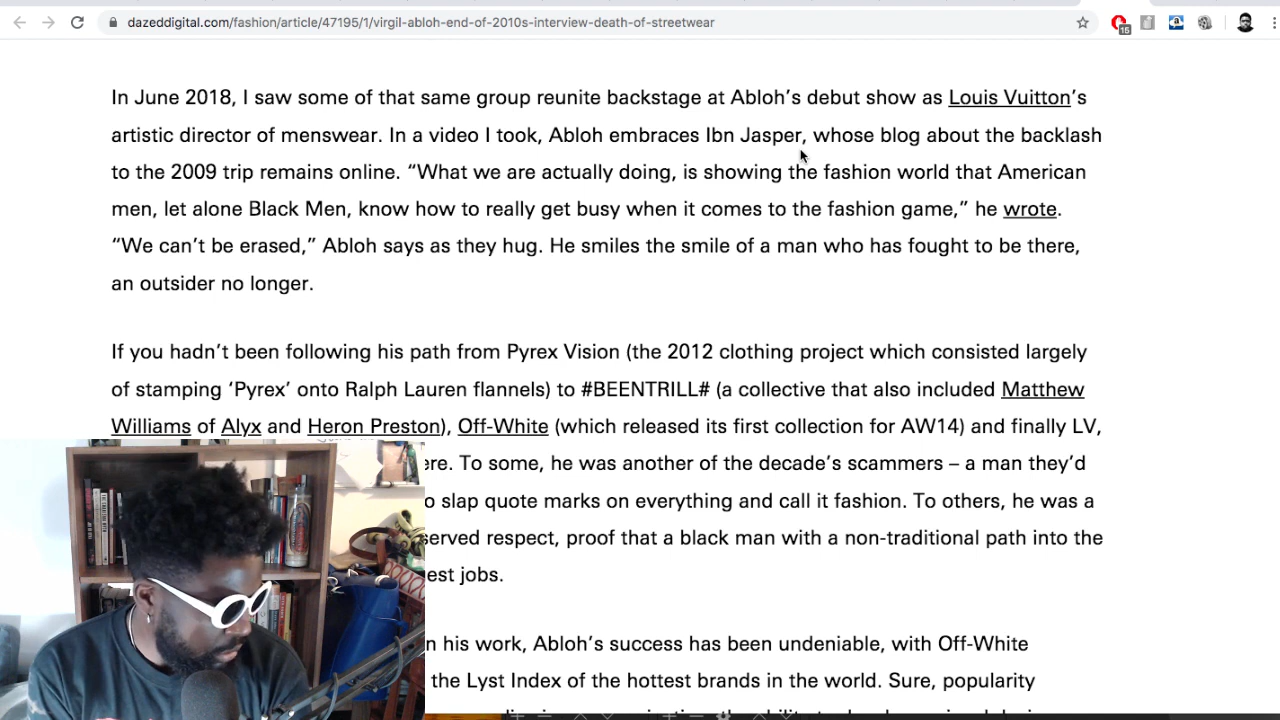 dazeddigital.com/fashion/article/47195/1/virgil-abloh-end-of-2010s-interview-death-of-streetwear
15
In June 2018, I saw some of that same group reunite backstage at Abloh’s debut show as Louis Vuitton’s
artistic director of menswear. In a video I took, Abloh embraces Ibn Jasper, whose blog about the backlash
to the 2009 trip remains online. “What we are actually doing, is showing the fashion world that American
men, let alone Black Men, know how to really get busy when it comes to the fashion game,” he wrote.
“We can’t be erased,” Abloh says as they hug. He smiles the smile of a man who has fought to be there,
an outsider no longer.
If you hadn’t been following his path from Pyrex Vision (the 2012 clothing project which consisted largely
of stamping ‘Pyrex’ onto Ralph Lauren flannels) to #BEENTRILL# (a collective that also included Matthew
Williams of Alyx and Heron Preston), Off-White (which released its first collection for AW14) and finally LV,
ere. To some, he was another of the decade’s scammers – a man they’d
o slap quote marks on everything and call it fashion. To others, he was a
served respect, proof that a black man with a non-traditional path into the
est jobs.
n his work, Abloh’s success has been undeniable, with Off-White
the Lyst Index of the hottest brands in the world. Sure, popularity